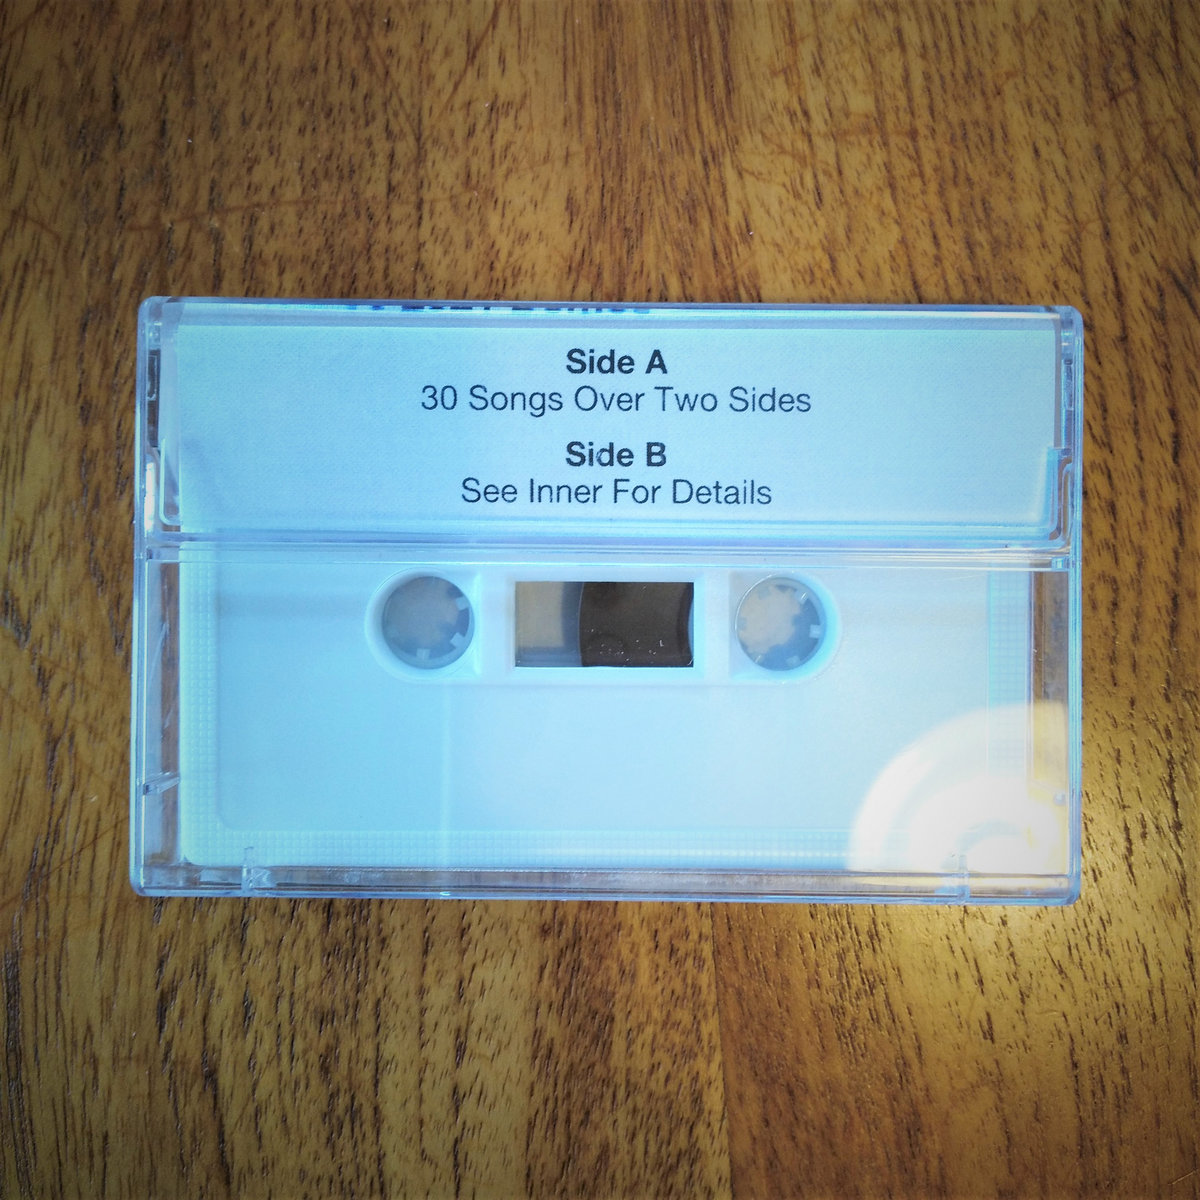 Side A
30 Songs Over Two Sides
Side B
See Inner For Details